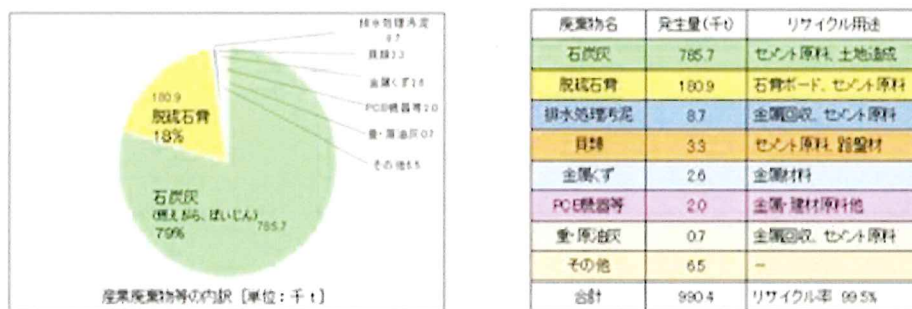 排水処理汚泥
8.7
貝類 3.3
金属くず 2.6
PCB機器等 2.0
重・原油灰 0.7
その他 6.5
180.9
脱硫石膏
18%
石炭灰
(燃えがら、ばいじん)
79%
785.7
産業廃棄物等の内訳 [単位:千t]
廃棄物名 発生量(千t) リサイクル用途
石炭灰 785.7 セメント原料、土地造成
脱硫石膏 180.9 石膏ボード、セメント原料
排水処理汚泥 8.7 金属回収、セメント原料
貝類 3.3 セメント原料、路盤材
金属くず 2.6 金属材料
PCB機器等 2.0 金属・建材原料他
重・原油灰 0.7 金属回収、セメント原料
その他 6.5 −
合計 990.4 リサイクル率 99.5%